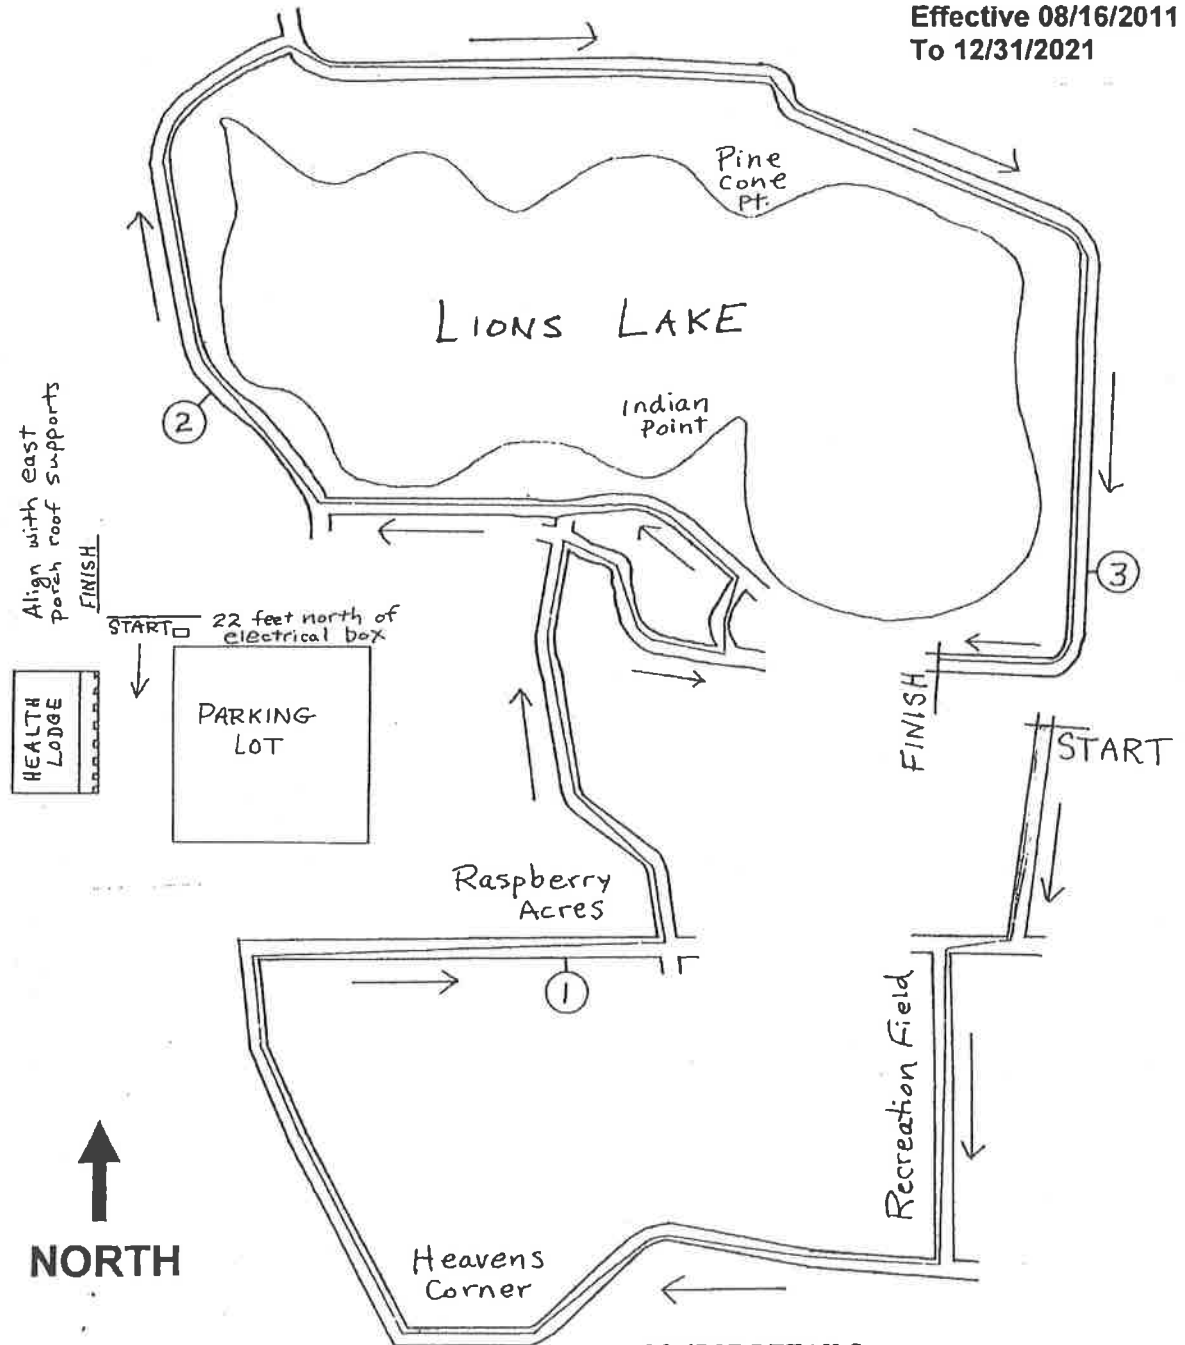 Effective 08/16/2011
To 12/31/2021
Pine
Cone
Pt.
LIONS LAKE
Indian
Point
2
Align with east
porch roof supports
FINISH
START
22 feet north of
electrical box
3
HEALTH
LODGE
PARKING
LOT
FINISH
START
Raspberry
Acres
1
Recreation Field
NORTH
Heavens
Corner